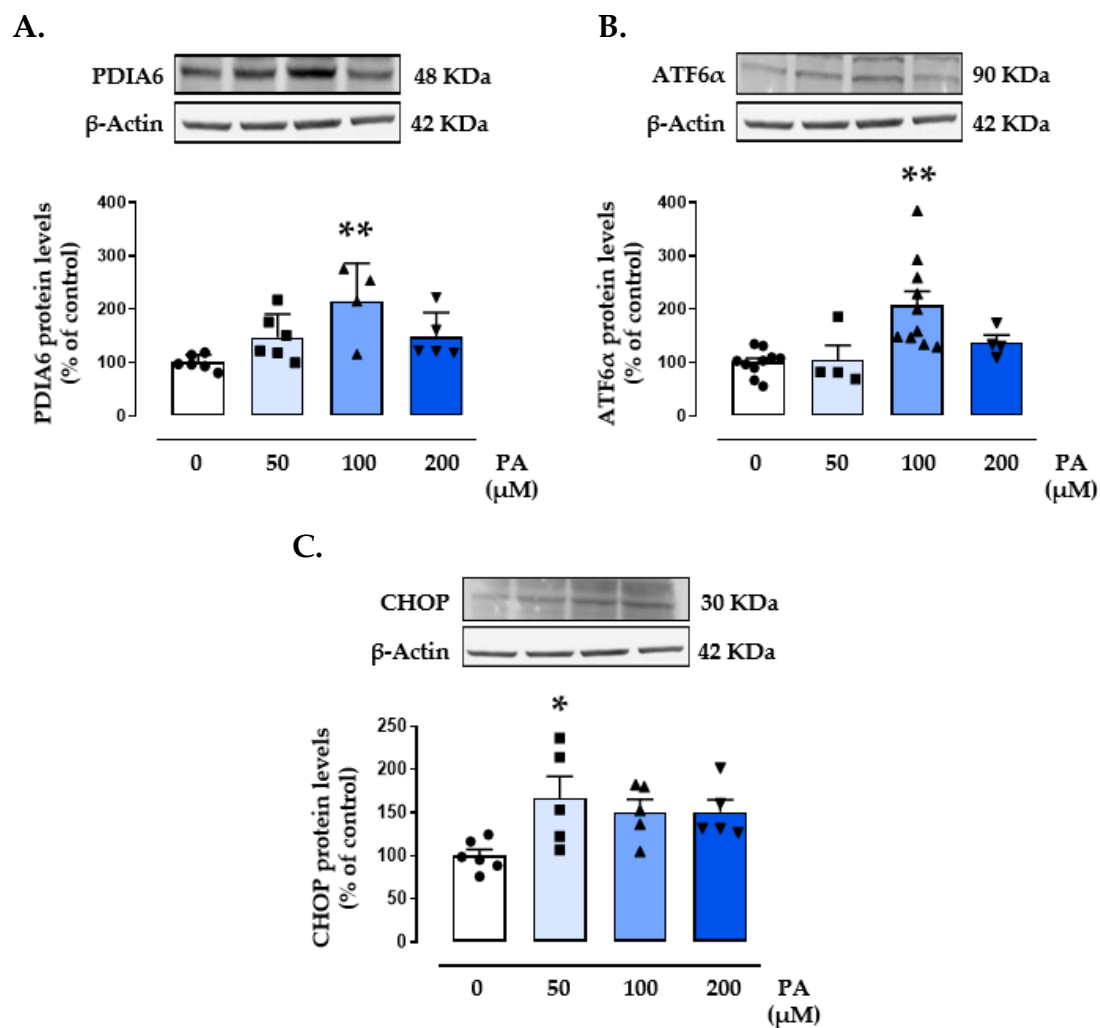 A.
PDIA6
48 KDa
β-Actin
42 KDa
PDIA6 protein levels
(% of control)
400
300
200
100
0
**
0 50 100 200 PA
(μM)
B.
ATF6α
90 KDa
β-Actin
42 KDa
ATF6α protein levels
(% of control)
400
300
200
100
0
**
0 50 100 200 PA
(μM)
C.
CHOP
30 KDa
β-Actin
42 KDa
CHOP protein levels
(% of control)
250
200
150
100
50
0
*
0 50 100 200 PA
(μM)